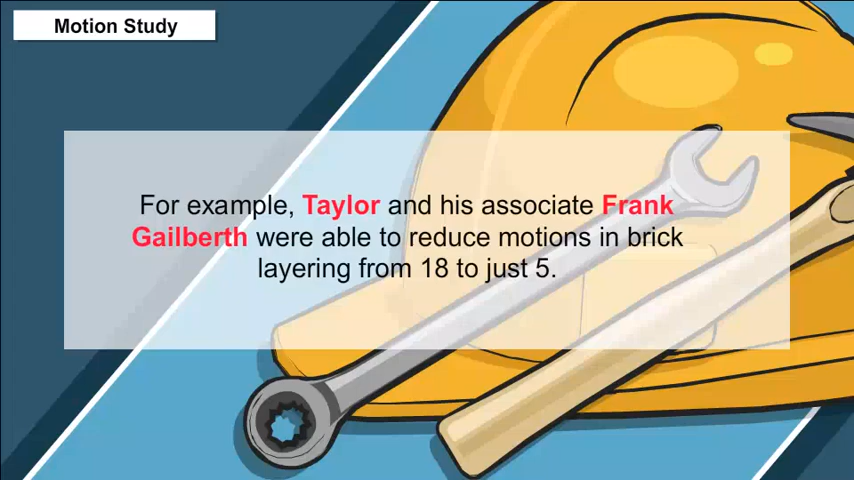 Motion Study
For example, Taylor and his associate Frank
Gailberth were able to reduce motions in brick
layering from 18 to just 5.